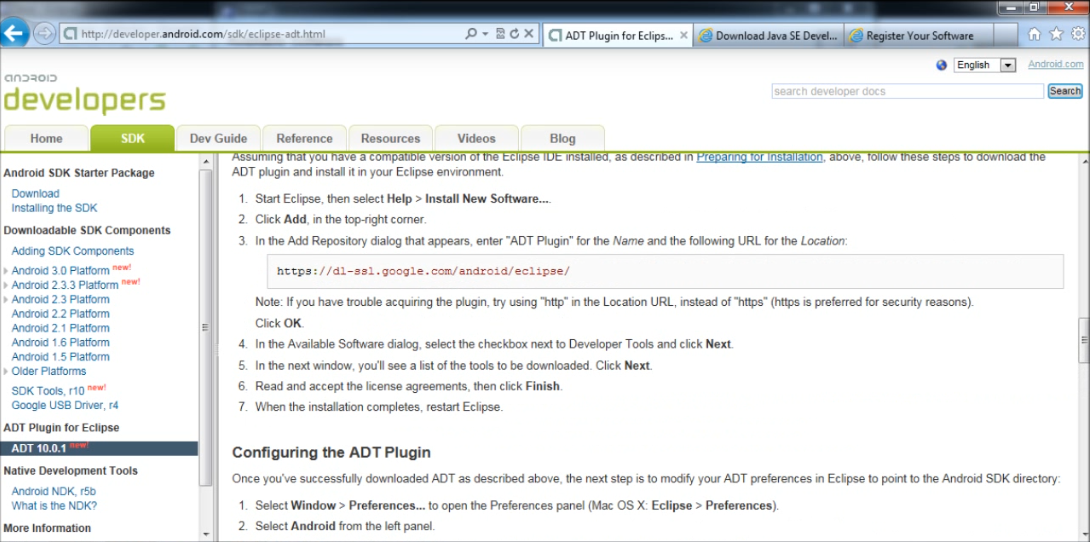 http://developer.android.com/sdk/eclipse-adt.html
ADT Plugin for Eclips...
Download Java SE Devel...
Register Your Software
English
Android.com
android
developers
search developer docs
Search
Home
SDK
Dev Guide
Reference
Resources
Videos
Blog
Android SDK Starter Package
Download
Installing the SDK
Downloadable SDK Components
Adding SDK Components
Android 3.0 Platform new!
Android 2.3.3 Platform new!
Android 2.3 Platform
Android 2.2 Platform
Android 2.1 Platform
Android 1.6 Platform
Android 1.5 Platform
Older Platforms
SDK Tools, r10 new!
Google USB Driver, r4
ADT Plugin for Eclipse
ADT 10.0.1 new!
Native Development Tools
Android NDK, r5b
What is the NDK?
More Information
Assuming that you have a compatible version of the Eclipse IDE installed, as described in Preparing for Installation, above, follow these steps to download the
ADT plugin and install it in your Eclipse environment.
1. Start Eclipse, then select Help > Install New Software....
2. Click Add, in the top-right corner.
3. In the Add Repository dialog that appears, enter "ADT Plugin" for the Name and the following URL for the Location:
https://dl-ssl.google.com/android/eclipse/
Note: If you have trouble acquiring the plugin, try using "http" in the Location URL, instead of "https" (https is preferred for security reasons).
Click OK.
4. In the Available Software dialog, select the checkbox next to Developer Tools and click Next.
5. In the next window, you'll see a list of the tools to be downloaded. Click Next.
6. Read and accept the license agreements, then click Finish.
7. When the installation completes, restart Eclipse.
Configuring the ADT Plugin
Once you've successfully downloaded ADT as described above, the next step is to modify your ADT preferences in Eclipse to point to the Android SDK directory:
1. Select Window > Preferences... to open the Preferences panel (Mac OS X: Eclipse > Preferences).
2. Select Android from the left panel.